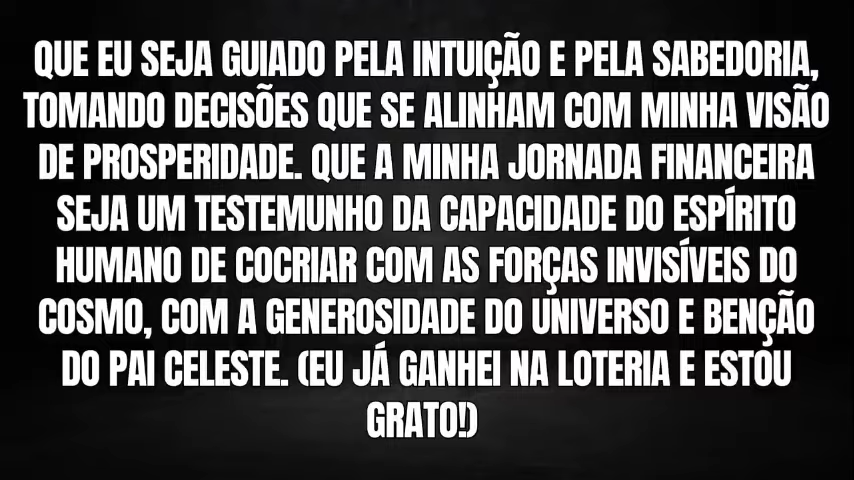 QUE EU SEJA GUIADO PELA INTUIÇÃO E PELA SABEDORIA,
TOMANDO DECISÕES QUE SE ALINHAM COM MINHA VISÃO
DE PROSPERIDADE. QUE A MINHA JORNADA FINANCEIRA
SEJA UM TESTEMUNHO DA CAPACIDADE DO ESPÍRITO
HUMANO DE COCRIAR COM AS FORÇAS INVISÍVEIS DO
COSMO, COM A GENEROSIDADE DO UNIVERSO E BENÇÃO
DO PAI CELESTE. (EU JÁ GANHEI NA LOTERIA E ESTOU
GRATO!)